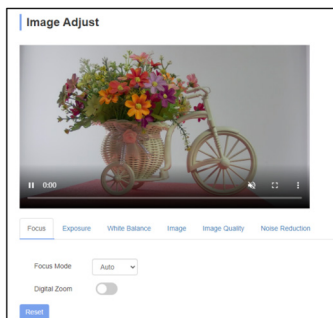 Image Adjust
0:00
Focus Exposure White Balance Image Image Quality Noise Reduction
Focus Mode Auto
Digital Zoom
Reset